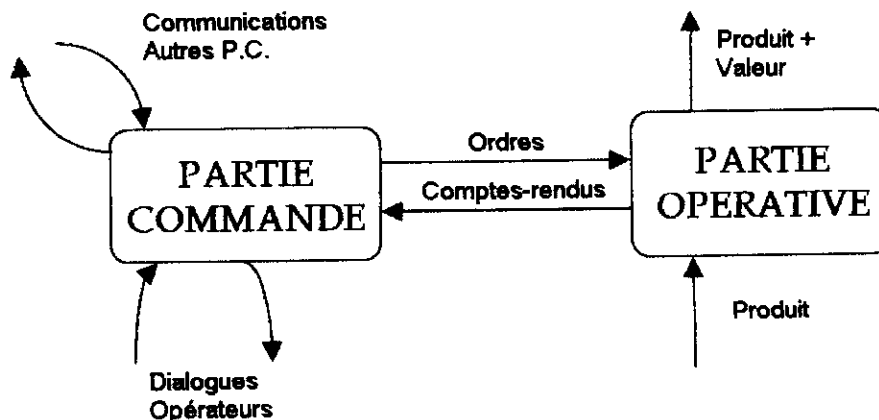 Communications
Autres P.C.
Produit +
Valeur
PARTIE
COMMANDE
Ordres
Comptes-rendus
PARTIE
OPERATIVE
Produit
Dialogues
Opérateurs